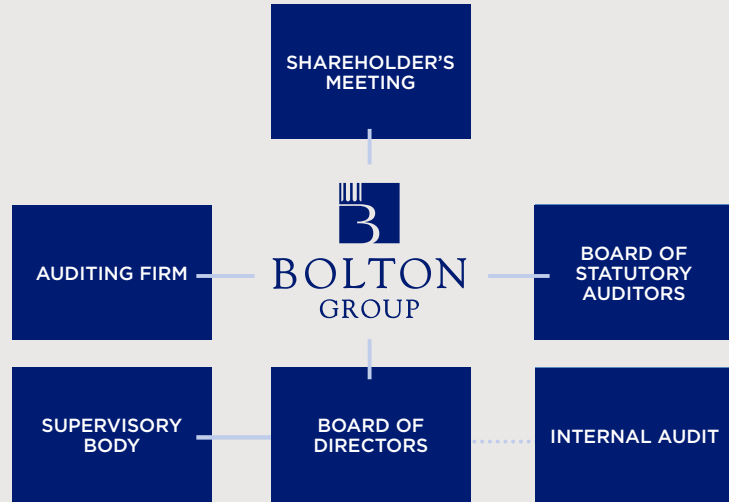 SHAREHOLDER'S
MEETING
AUDITING FIRM
BOLTON
GROUP
BOARD OF
STATUTORY
AUDITORS
SUPERVISORY
BODY
BOARD OF
DIRECTORS
INTERNAL AUDIT